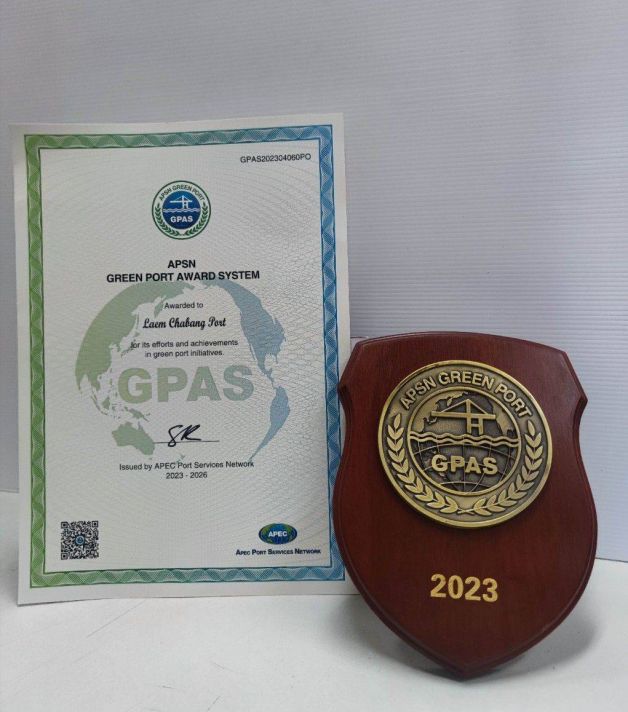 GPAS202304060PO
APSN GREEN PORT
GPAS
APSN
GREEN PORT AWARD SYSTEM
Awarded to
Laem Chabang Port
for its efforts and achievements
in green port initiatives.
GPAS
Issued by APEC Port Services Network
2023 - 2026
APEC
APEC PORT SERVICES NETWORK
APSN GREEN PORT
GPAS
2023